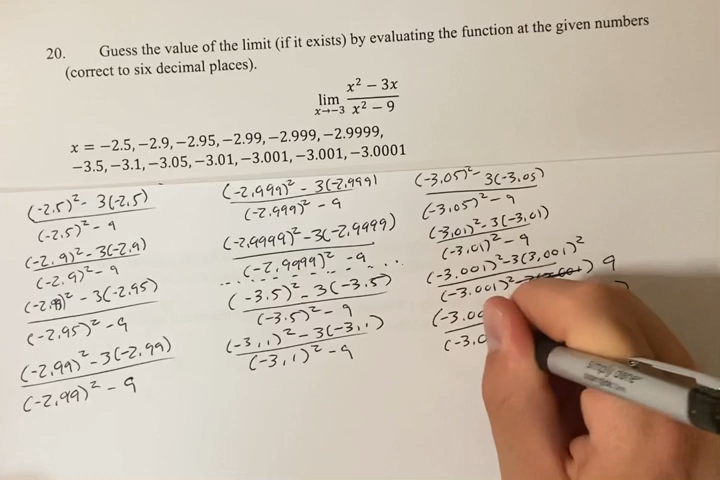 20. Guess the value of the limit (if it exists) by evaluating the function at the given numbers
(correct to six decimal places).
lim x→-3 (x² − 3x)/(x² − 9)
x = −2.5, −2.9, −2.95, −2.99, −2.999, −2.9999,
−3.5, −3.1, −3.05, −3.01, −3.001, −3.001, −3.0001
(-2.5)² - 3(-2.5)
(-2.5)² - 9
(-2.9)² - 3(-2.9)
(-2.9)² - 9
)² - 3(-2.95)
(-2.95)² - 9
(-2.99)² - 3(-2.99)
(-2.99)² - 9
(-2.999)² - 3(-2.999)
(-2.999)² - 9
(-2.9999)² - 3(-2.9999)
(-2.9999)² - 9
(-3.5)² - 3(-3.5)
(-3.5)² - 9
(-3.1)² - 3(-3.1)
(-3.1)² - 9
(-3.05)² - 3(-3.05)
(-3.05)² - 9
(-3.01)² - 3(-3.01)
(-3.01)² - 9
(-3.001)² - 3(3.001)²
(-3.001)² - 9
(-3.00
(-3.0